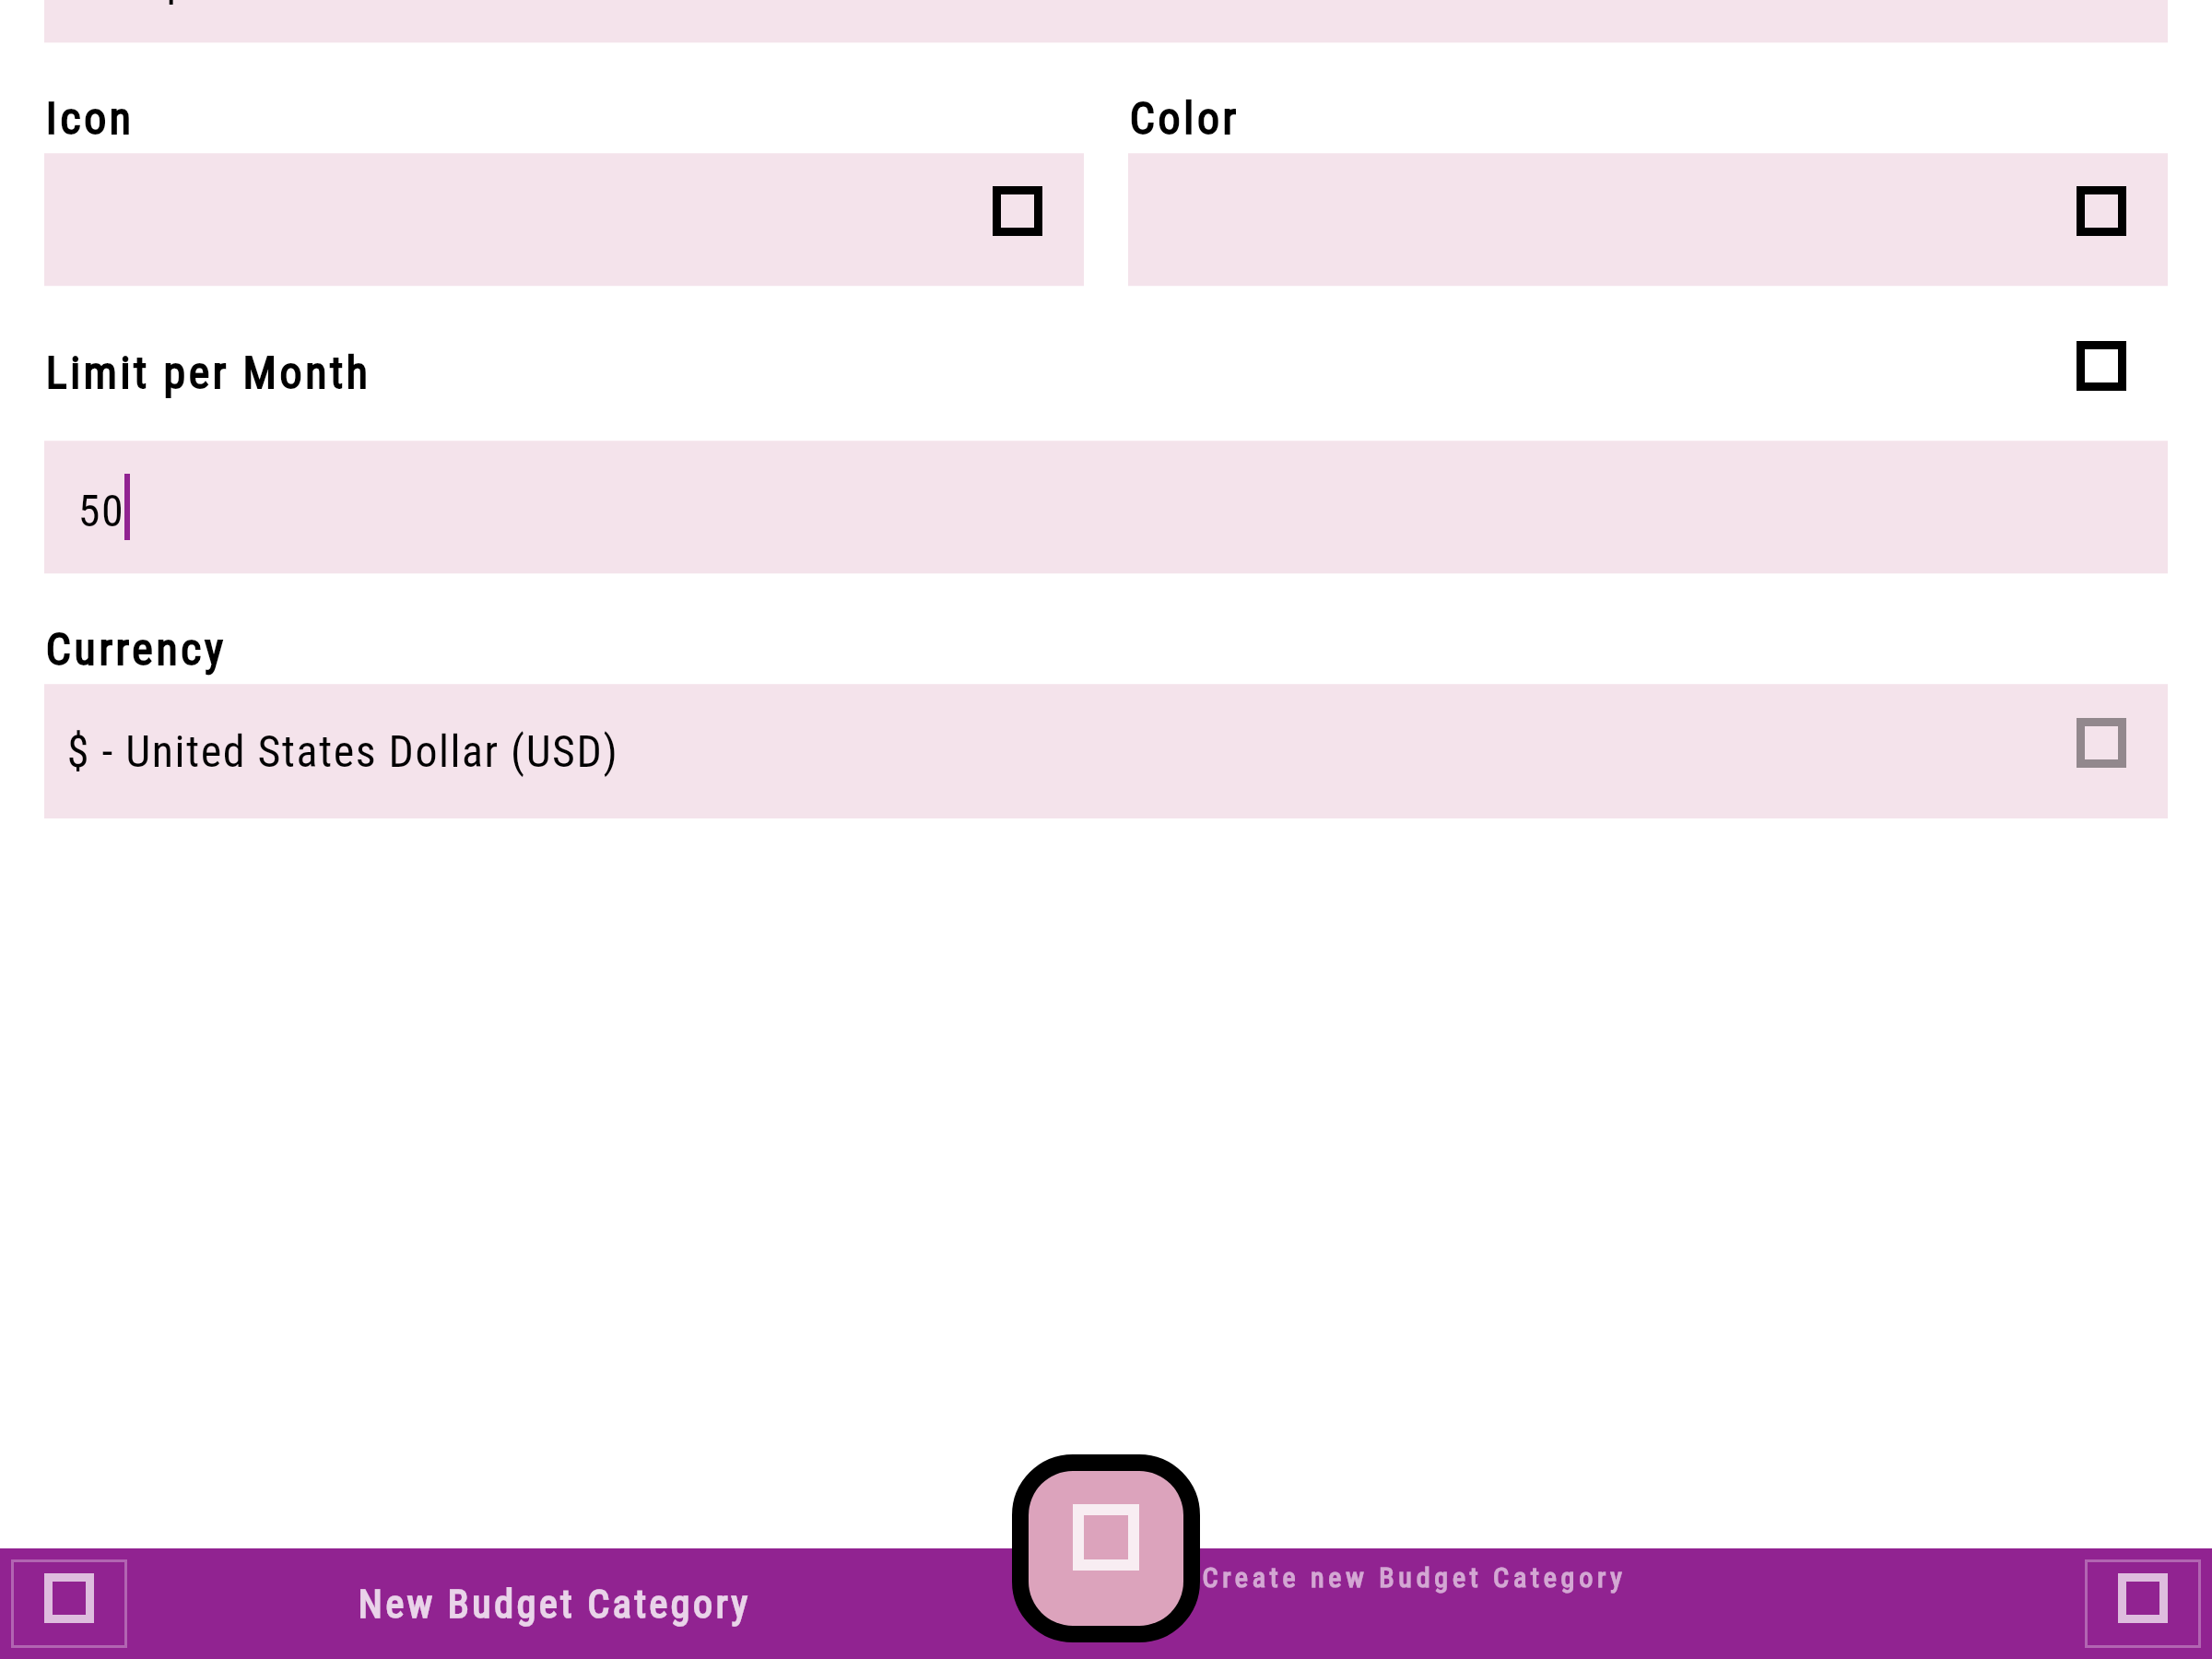 Icon
Color
Limit per Month
50
Currency
$ - United States Dollar (USD)
New Budget Category
Create new Budget Category